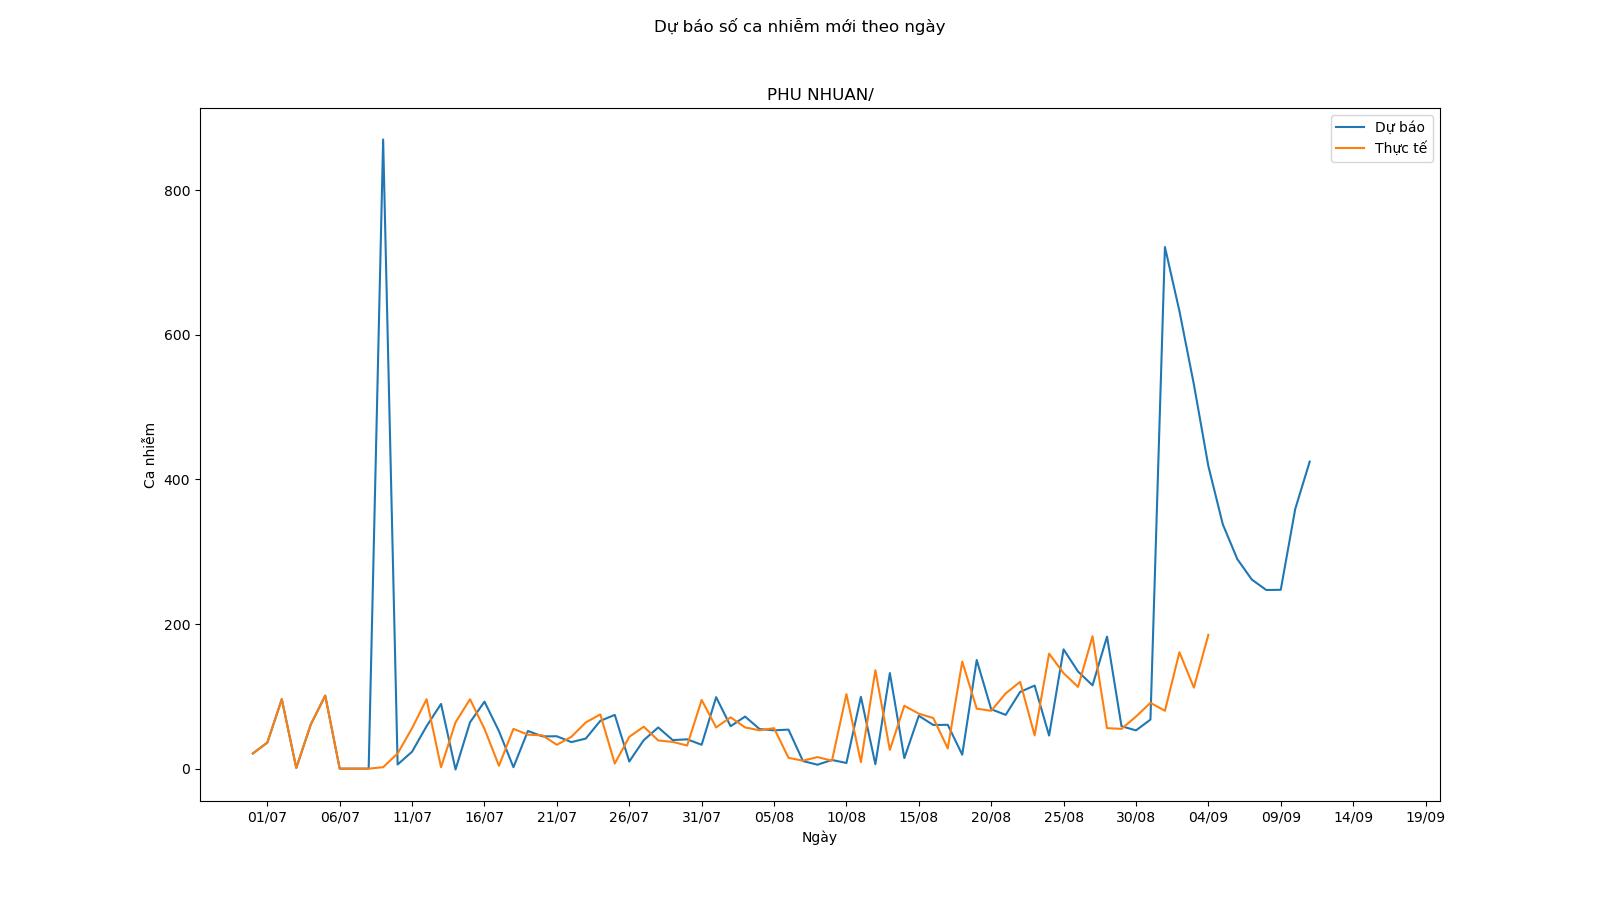 Dự báo số ca nhiễm mới theo ngày
PHU NHUAN/
Dự báo
Thực tế
800
600
400
200
0
Ca nhiễm
01/07 06/07 11/07 16/07 21/07 26/07 31/07 05/08 10/08 15/08 20/08 25/08 30/08 04/09 09/09 14/09 19/09
Ngày